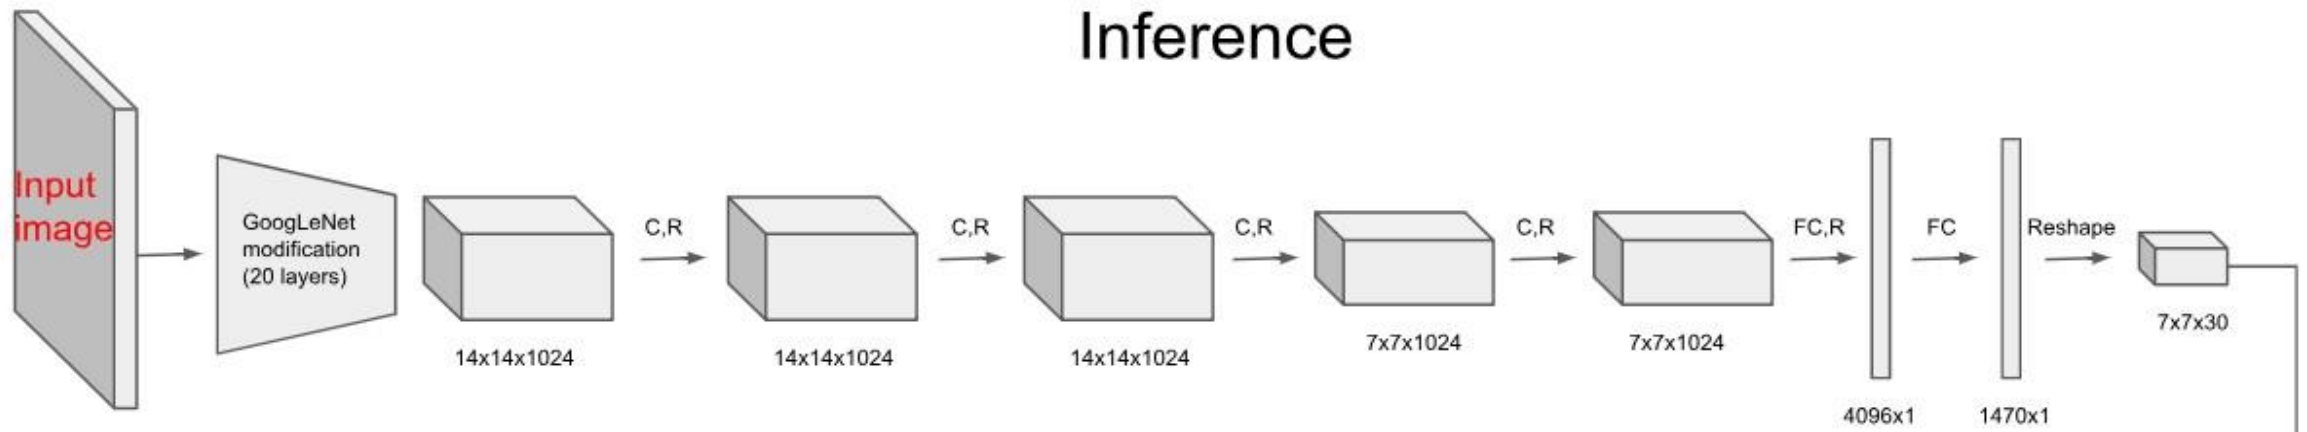 Inference
Input
image
GoogLeNet
modification
(20 layers)
14x14x1024
C,R
14x14x1024
C,R
14x14x1024
C,R
7x7x1024
C,R
7x7x1024
FC,R
4096x1
FC
1470x1
Reshape
7x7x30